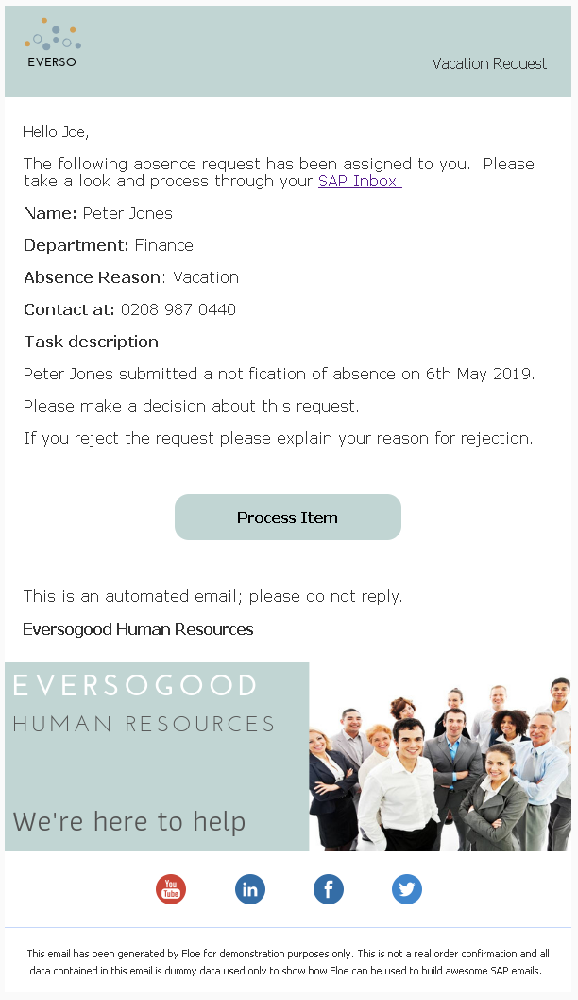 EVERSO
Vacation Request
Hello Joe,
The following absence request has been assigned to you.  Please
take a look and process through your SAP Inbox.
Name: Peter Jones
Department: Finance
Absence Reason: Vacation
Contact at: 0208 987 0440
Task description
Peter Jones submitted a notification of absence on 6th May 2019.
Please make a decision about this request.
If you reject the request please explain your reason for rejection.
Process Item
This is an automated email; please do not reply.
Eversogood Human Resources
EVERSOGOOD
HUMAN RESOURCES
We're here to help
You
Tube
in
f
This email has been generated by Floe for demonstration purposes only. This is not a real order confirmation and all
data contained in this email is dummy data used only to show how Floe can be used to build awesome SAP emails.